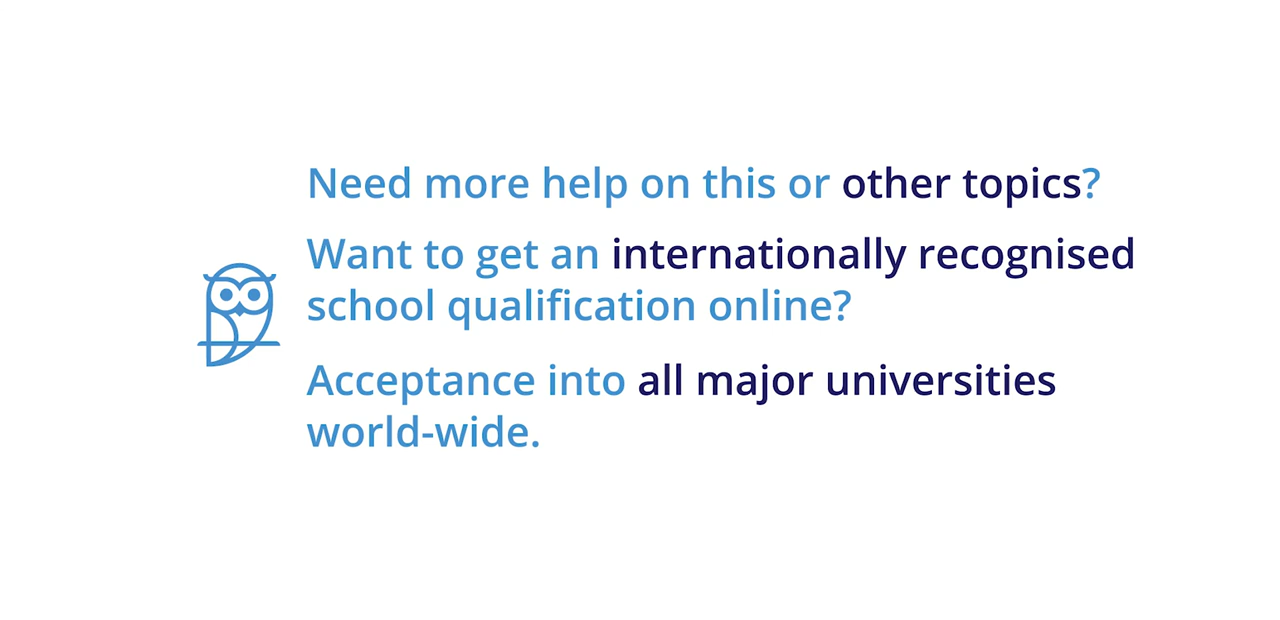 Need more help on this or other topics?
Want to get an internationally recognised
school qualification online?
Acceptance into all major universities
world-wide.